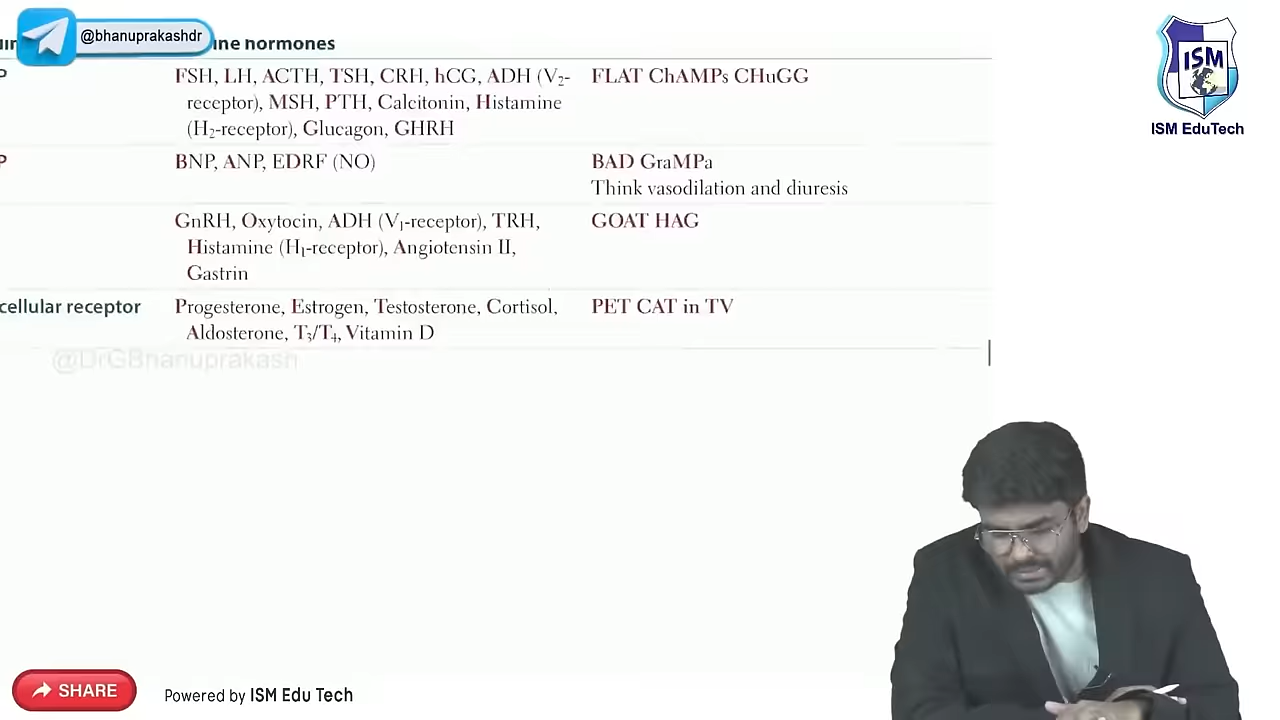 @bhanuprakashdr
ine hormones
P
FSH, LH, ACTH, TSH, CRH, hCG, ADH (V₂-
receptor), MSH, PTH, Calcitonin, Histamine
(H₂-receptor), Glucagon, GHRH
FLAT ChAMPs CHuGG
P
BNP, ANP, EDRF (NO)
BAD GraMPa
Think vasodilation and diuresis
GnRH, Oxytocin, ADH (V₁-receptor), TRH,
Histamine (H₁-receptor), Angiotensin II,
Gastrin
GOAT HAG
cellular receptor
Progesterone, Estrogen, Testosterone, Cortisol,
Aldosterone, T₃/T₄, Vitamin D
PET CAT in TV
@DrGBhanuprakash
ISM
ISM EduTech
SHARE
Powered by ISM Edu Tech